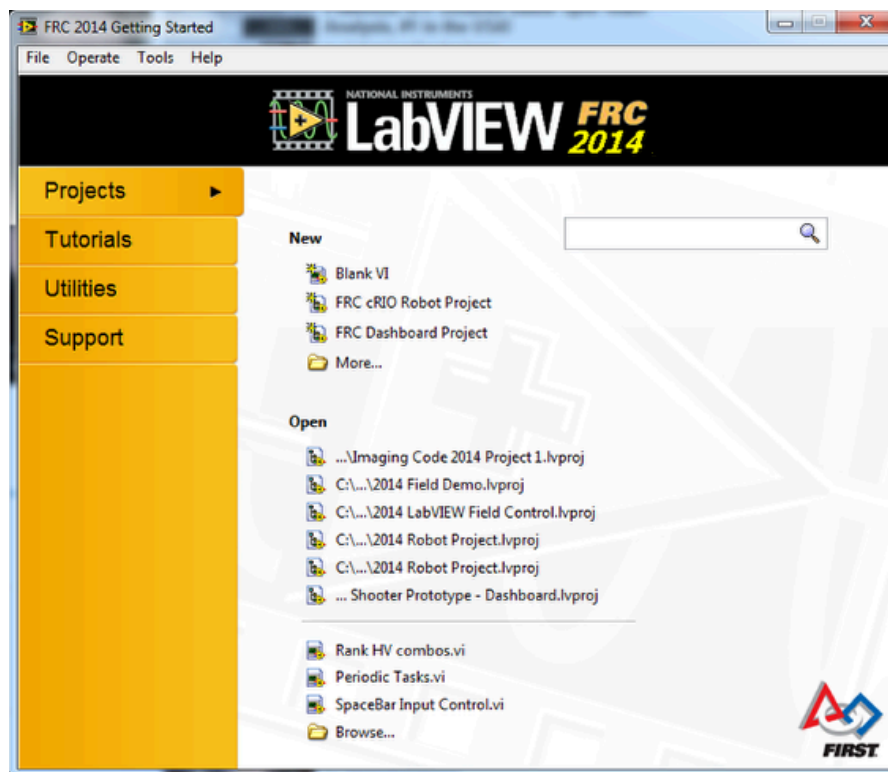 FRC 2014 Getting Started
File Operate Tools Help
NATIONAL INSTRUMENTS
LabVIEW FRC 2014
Projects
Tutorials
Utilities
Support
New
Blank VI
FRC cRIO Robot Project
FRC Dashboard Project
More...
Open
...\Imaging Code 2014 Project 1.lvproj
C:\...\2014 Field Demo.lvproj
C:\...\2014 LabVIEW Field Control.lvproj
C:\...\2014 Robot Project.lvproj
C:\...\2014 Robot Project.lvproj
... Shooter Prototype - Dashboard.lvproj
Rank HV combos.vi
Periodic Tasks.vi
SpaceBar Input Control.vi
Browse...
FIRST